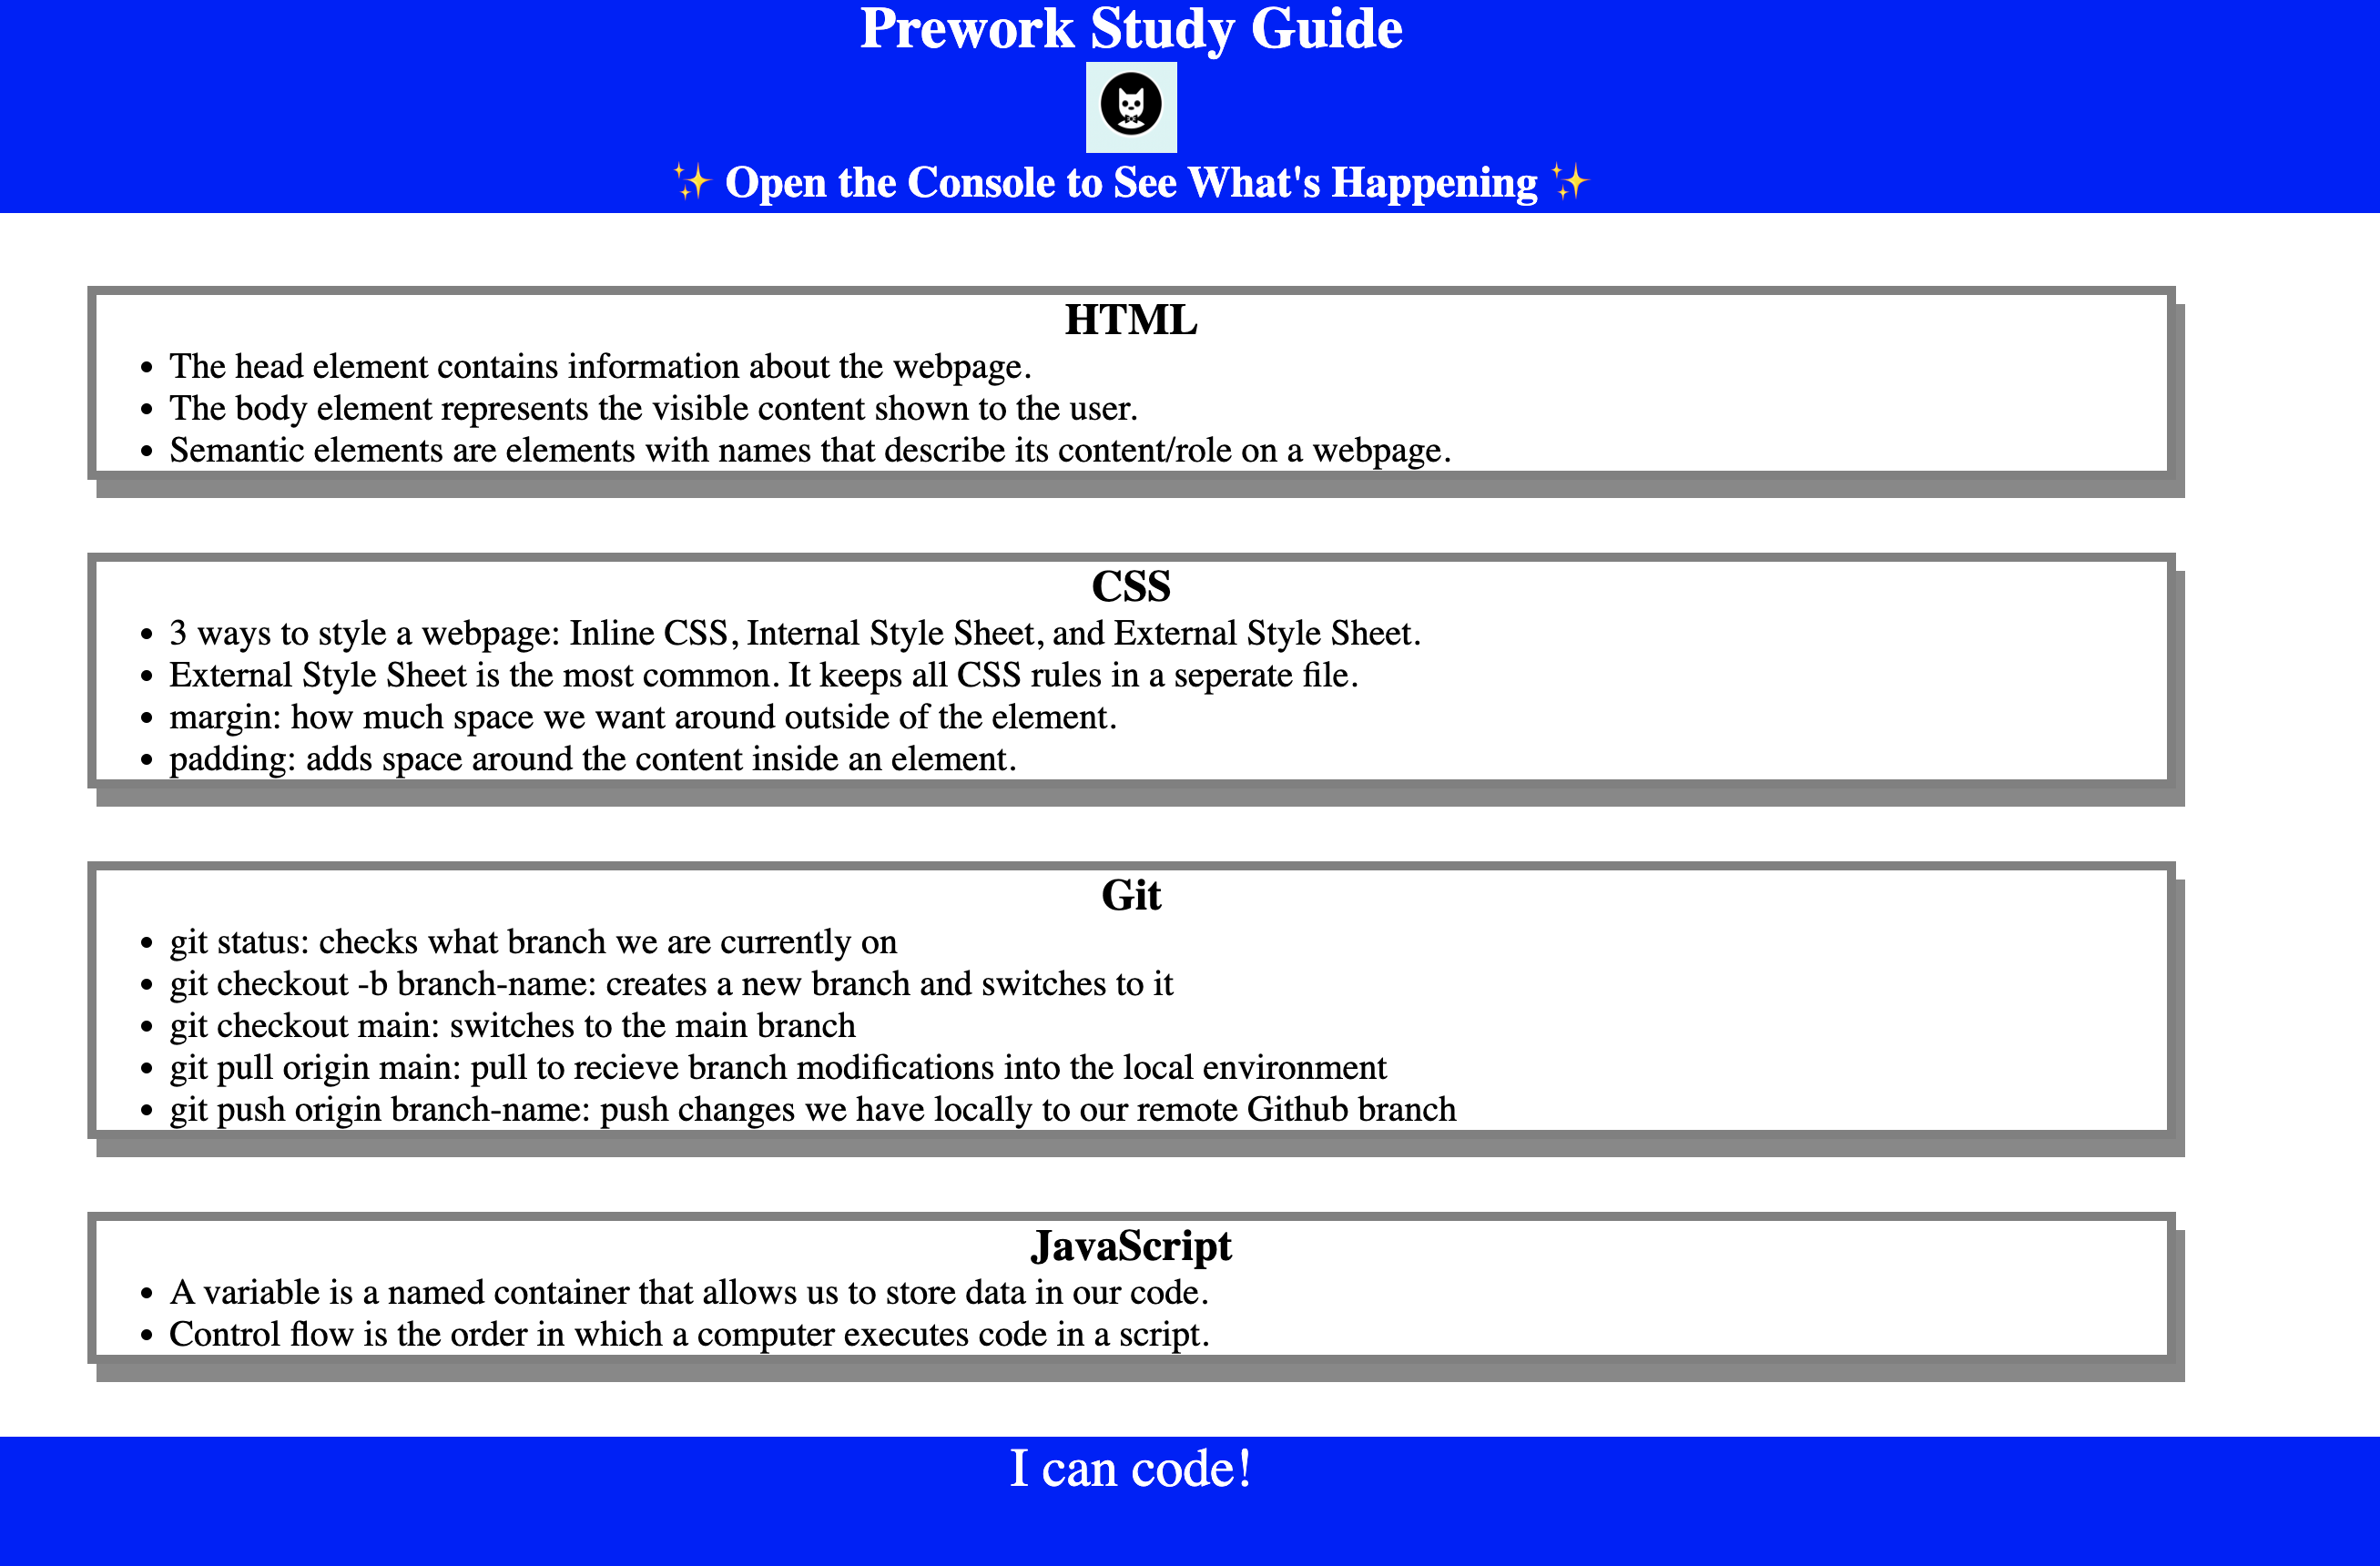 Prework Study Guide
✨ Open the Console to See What's Happening ✨
HTML
• The head element contains information about the webpage.
• The body element represents the visible content shown to the user.
• Semantic elements are elements with names that describe its content/role on a webpage.
CSS
• 3 ways to style a webpage: Inline CSS, Internal Style Sheet, and External Style Sheet.
• External Style Sheet is the most common. It keeps all CSS rules in a seperate file.
• margin: how much space we want around outside of the element.
• padding: adds space around the content inside an element.
Git
• git status: checks what branch we are currently on
• git checkout -b branch-name: creates a new branch and switches to it
• git checkout main: switches to the main branch
• git pull origin main: pull to recieve branch modifications into the local environment
• git push origin branch-name: push changes we have locally to our remote Github branch
JavaScript
• A variable is a named container that allows us to store data in our code.
• Control flow is the order in which a computer executes code in a script.
I can code!